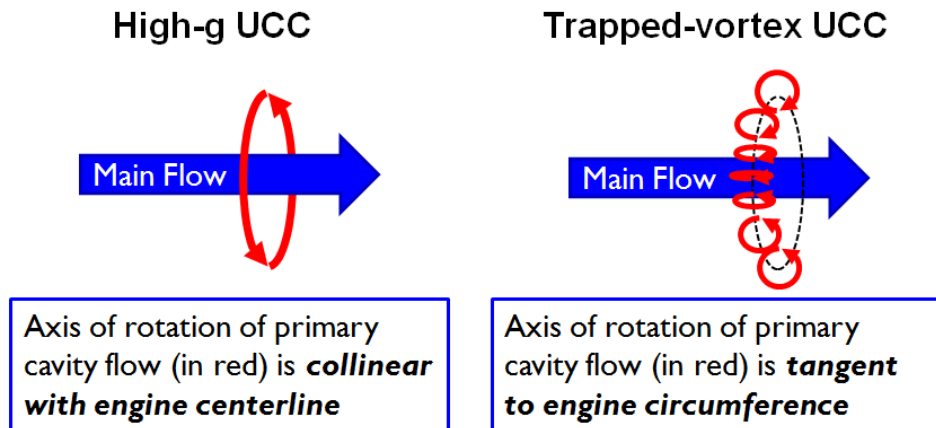 High-g UCC
Main Flow
Axis of rotation of primary
cavity flow (in red) is collinear
with engine centerline
Trapped-vortex UCC
Main Flow
Axis of rotation of primary
cavity flow (in red) is tangent
to engine circumference